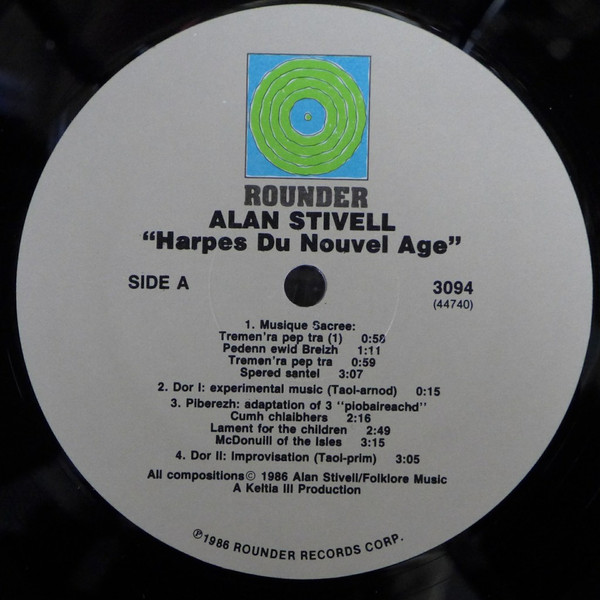 ROUNDER
ALAN STIVELL
"Harpes Du Nouvel Age"
SIDE A
3094
(44740)
1. Musique Sacree:
Tremen'ra pep tra (1) 0:58
Pedenn ewid Breizh 1:11
Tremen'ra pep tra 0:59
Spered santel 3:07
2. Dor I: experimental music (Taol-arnod) 0:15
3. Piberezh: adaptation of 3 "piobaireachd"
Cumh chlaibhers 2:16
Lament for the children 2:49
McDonuill of the Isles 3:15
4. Dor II: Improvisation (Taol-prim) 3:05
All compositions© 1986 Alan Stivell/Folklore Music
A Keltia III Production
℗1986 ROUNDER RECORDS CORP.